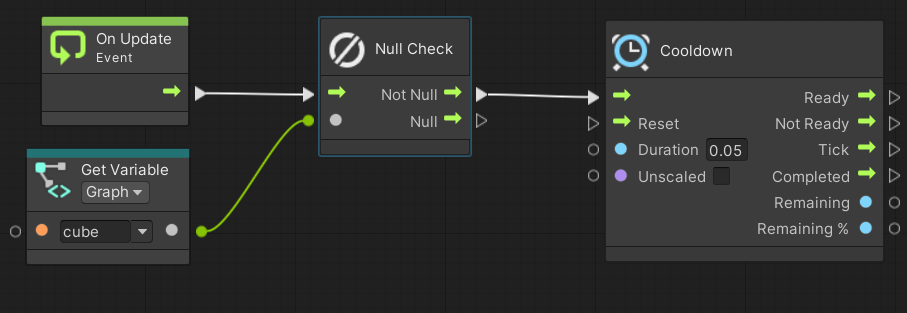 On Update
Event
Get Variable
Graph
cube
Null Check
Not Null
Null
Cooldown
Ready
Reset
Not Ready
Duration 0.05
Tick
Unscaled
Completed
Remaining
Remaining %